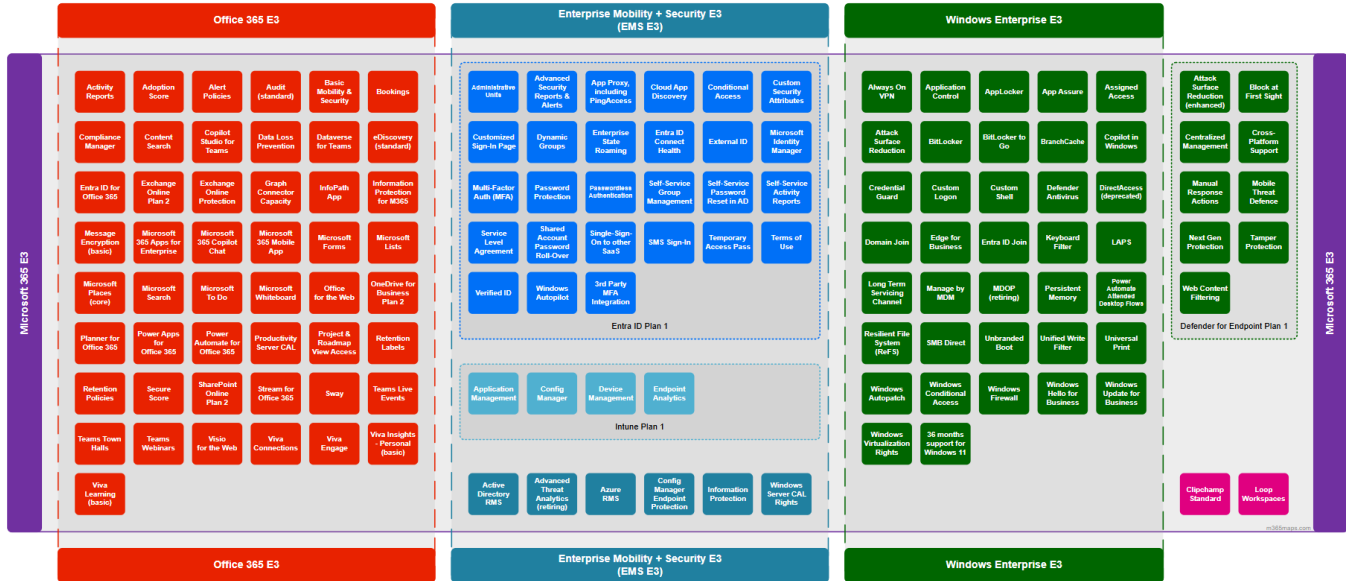 Office 365 E3
Enterprise Mobility + Security E3
(EMS E3)
Windows Enterprise E3
Microsoft 365 E3
Activity
Reports
Adoption
Score
Alert
Policies
Audit
(standard)
Basic
Mobility &
Security
Bookings
Compliance
Manager
Content
Search
Copilot
Studio for
Teams
Data Loss
Prevention
Dataverse
for Teams
eDiscovery
(standard)
Entra ID for
Office 365
Exchange
Online
Plan 2
Exchange
Online
Protection
Graph
Connector
Capacity
InfoPath
App
Information
Protection
for M365
Message
Encryption
(basic)
Microsoft
365 Apps for
Enterprise
Microsoft
365 Copilot
Chat
Microsoft
365 Mobile
App
Microsoft
Forms
Microsoft
Lists
Microsoft
Places
(core)
Microsoft
Search
Microsoft
To Do
Microsoft
Whiteboard
Office
for the Web
OneDrive for
Business
Plan 2
Planner for
Office 365
Power Apps
for
Office 365
Power
Automate for
Office 365
Productivity
Server CAL
Project &
Roadmap
View Access
Retention
Labels
Retention
Policies
Secure
Score
SharePoint
Online
Plan 2
Stream for
Office 365
Sway
Teams Live
Events
Teams Town
Halls
Teams
Webinars
Visio
for the Web
Viva
Connections
Viva
Engage
Viva Insights
- Personal
(basic)
Viva
Learning
(basic)
Administrative
Units
Advanced
Security
Reports &
Alerts
App Proxy,
including
PingAccess
Cloud App
Discovery
Conditional
Access
Custom
Security
Attributes
Customized
Sign-In Page
Dynamic
Groups
Enterprise
State
Roaming
Entra ID
Connect
Health
External ID
Microsoft
Identity
Manager
Multi-Factor
Auth (MFA)
Password
Protection
Passwordless
Authentication
Self-Service
Group
Management
Self-Service
Password
Reset in AD
Self-Service
Activity
Reports
Service
Level
Agreement
Shared
Account
Password
Roll-Over
Single-Sign-
On to other
SaaS
SMS Sign-In
Temporary
Access Pass
Terms of
Use
Verified ID
Windows
Autopilot
3rd Party
MFA
Integration
Entra ID Plan 1
Application
Management
Config
Manager
Device
Management
Endpoint
Analytics
Intune Plan 1
Active
Directory
RMS
Advanced
Threat
Analytics
(retiring)
Azure
RMS
Config
Manager
Endpoint
Protection
Information
Protection
Windows
Server CAL
Rights
Always On
VPN
Application
Control
AppLocker
App Assure
Assigned
Access
Attack
Surface
Reduction
BitLocker
BitLocker to
Go
BranchCache
Copilot in
Windows
Credential
Guard
Custom
Logon
Custom
Shell
Defender
Antivirus
DirectAccess
(deprecated)
Domain Join
Edge for
Business
Entra ID Join
Keyboard
Filter
LAPS
Long Term
Servicing
Channel
Manage by
MDM
MDOP
(retiring)
Persistent
Memory
Power
Automate
Attended
Desktop Flows
Resilient File
System
(ReFS)
SMB Direct
Unbranded
Boot
Unified Write
Filter
Universal
Print
Windows
Autopatch
Windows
Conditional
Access
Windows
Firewall
Windows
Hello for
Business
Windows
Update for
Business
Windows
Virtualization
Rights
36 months
support for
Windows 11
Attack
Surface
Reduction
(enhanced)
Block at
First Sight
Centralized
Management
Cross-
Platform
Support
Manual
Response
Actions
Mobile
Threat
Defence
Next Gen
Protection
Tamper
Protection
Web Content
Filtering
Defender for Endpoint Plan 1
Clipchamp
Standard
Loop
Workspaces
m365maps.com
Microsoft 365 E3
Office 365 E3
Enterprise Mobility + Security E3
(EMS E3)
Windows Enterprise E3